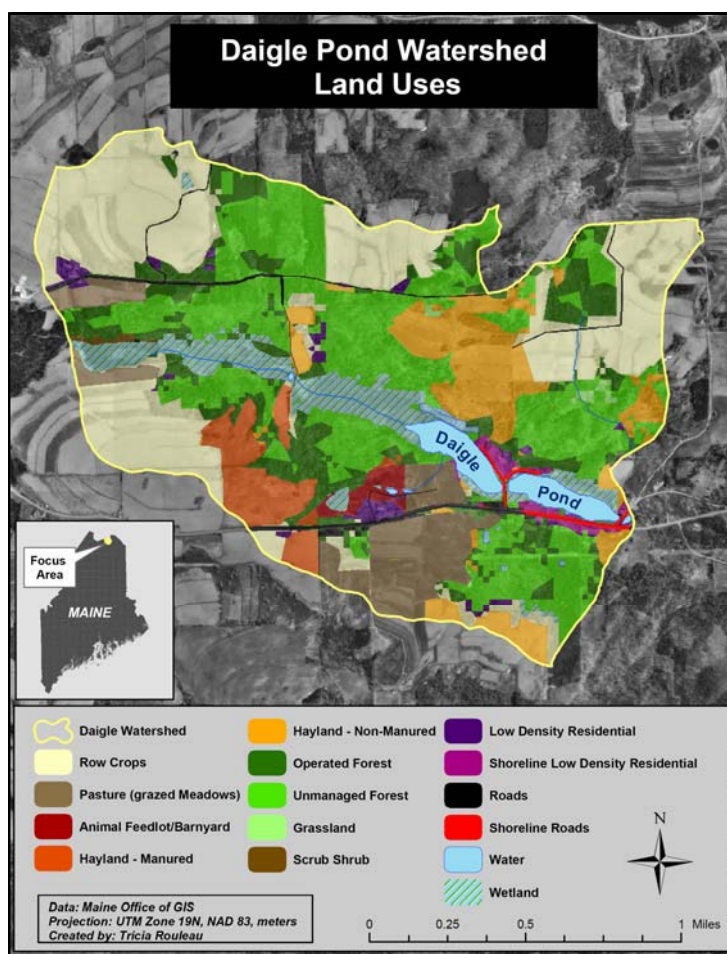 Daigle Pond Watershed
Land Uses
Daigle
Pond
Focus
Area
MAINE
Daigle Watershed
Row Crops
Pasture (grazed Meadows)
Animal Feedlot/Barnyard
Hayland - Manured
Hayland - Non-Manured
Operated Forest
Unmanaged Forest
Grassland
Scrub Shrub
Low Density Residential
Shoreline Low Density Residential
Roads
Shoreline Roads
Water
Wetland
Data: Maine Office of GIS
Projection: UTM Zone 19N, NAD 83, meters
Created by: Tricia Rouleau
0 0.25 0.5 1
Miles